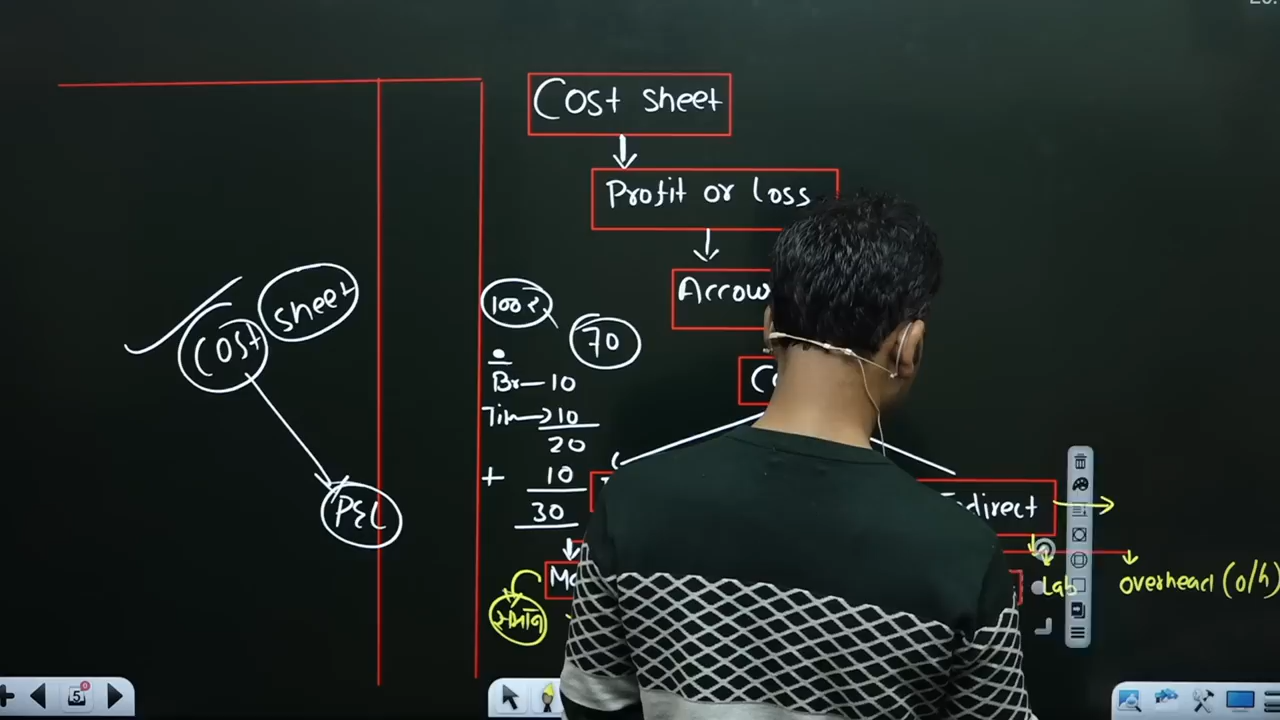 Cost sheet
Profit or loss
Cost sheet
P&L
100
70
Br—10
Tin→10
20
+ 10
30
Indirect
Lab
overhead (o/h)
5